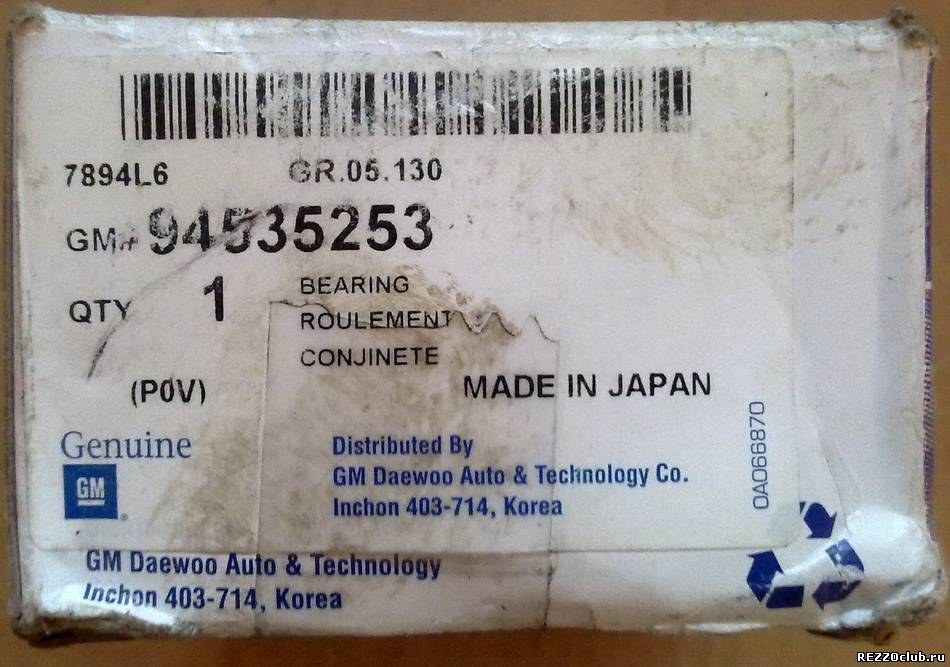 7894L6 GR.05.130
GM# 94535253
QTY 1
BEARING
ROULEMENT
CONJINETE
(P0V)
MADE IN JAPAN
Genuine
GM
Distributed By
GM Daewoo Auto & Technology Co.
Inchon 403-714, Korea
0A066870
GM Daewoo Auto & Technology
Inchon 403-714, Korea
REZZOclub.ru